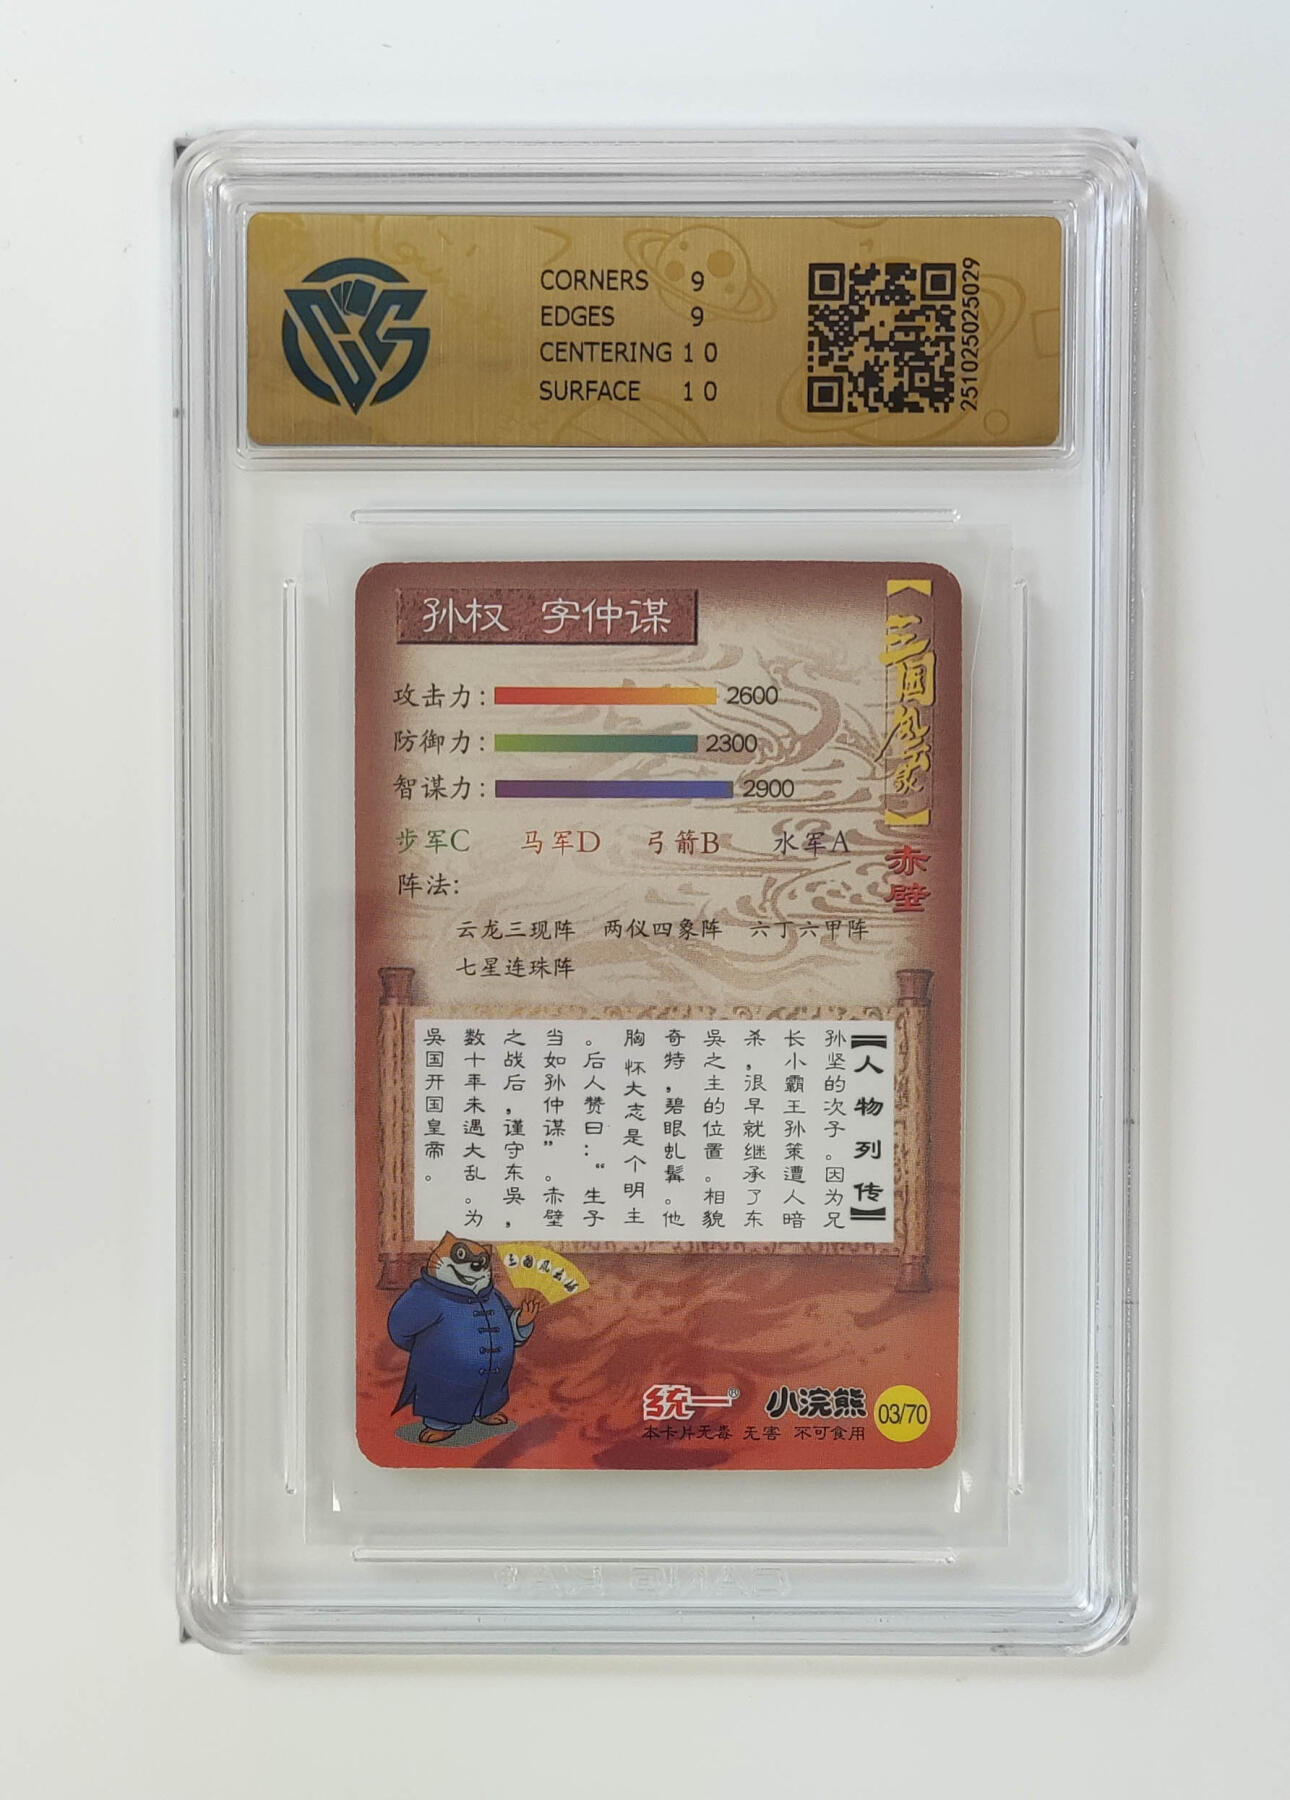 CORNERS 9
EDGES 9
CENTERING 10
SURFACE 10
251025025029
孙权 字仲谋
攻击力: 2600
防御力: 2300
智谋力: 2900
步军C 马军D 弓箭B 水军A
阵法:
云龙三现阵 两仪四象阵 六丁六甲阵
七星连珠阵
【三国风云录】
赤壁
【人物列传】
孙坚的次子。因为兄
长小霸王孙策遭人暗
杀,很早就继承了东
吴之主的位置。相貌
奇特,碧眼虬髯。他
胸怀大志是个明主
。后人赞曰:“生子
当如孙仲谋”。赤壁
之战后,谨守东吴,
数十年未遇大乱。为
吴国开国皇帝。
统一® 小浣熊 03/70
本卡片无毒 无害 不可食用